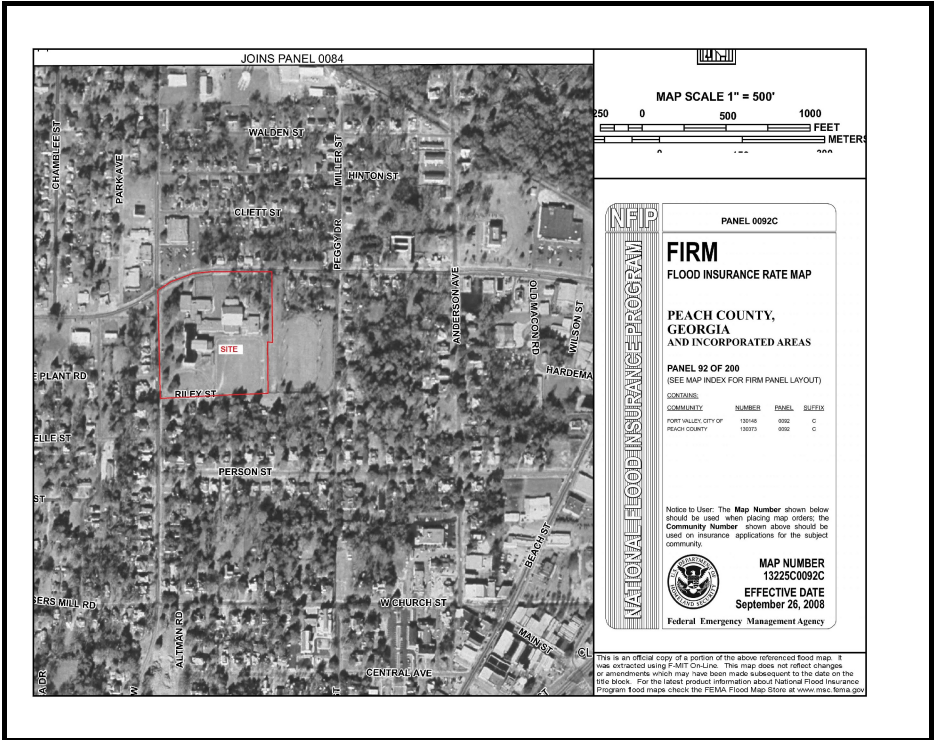 JOINS PANEL 0084
CHAMBLEE ST
PARK AVE
WALDEN ST
MILLER ST
HINTON ST
CLIETT ST
PEGGY DR
ANDERSON AVE
OLD MACON RD
WILSON ST
SITE
E PLANT RD
HARDEMA
RILEY ST
ELLE ST
PERSON ST
ST
BEACH ST
SERS MILL RD
W CHURCH ST
ALTMAN RD
MAIN ST
CL
CENTRAL AVE
A DR
W
ST
MAP SCALE 1" = 500'
250 0 500 1000
FEET
METERS
NFIP
NATIONAL FLOOD INSURANCE PROGRAM
PANEL 0092C
FIRM
FLOOD INSURANCE RATE MAP
PEACH COUNTY,
GEORGIA
AND INCORPORATED AREAS
PANEL 92 OF 200
(SEE MAP INDEX FOR FIRM PANEL LAYOUT)
CONTAINS:
COMMUNITY NUMBER PANEL SUFFIX
FORT VALLEY, CITY OF 130148 0092 C
PEACH COUNTY 130373 0092 C
Notice to User: The Map Number shown below
should be used when placing map orders; the
Community Number shown above should be
used on insurance applications for the subject
community.
U.S. DEPARTMENT OF
HOMELAND SECURITY
MAP NUMBER
13225C0092C
EFFECTIVE DATE
September 26, 2008
Federal Emergency Management Agency
This is an official copy of a portion of the above referenced flood map. It
was extracted using F-MIT On-Line. This map does not reflect changes
or amendments which may have been made subsequent to the date on the
title block. For the latest product information about National Flood Insurance
Program flood maps check the FEMA Flood Map Store at www.msc.fema.gov